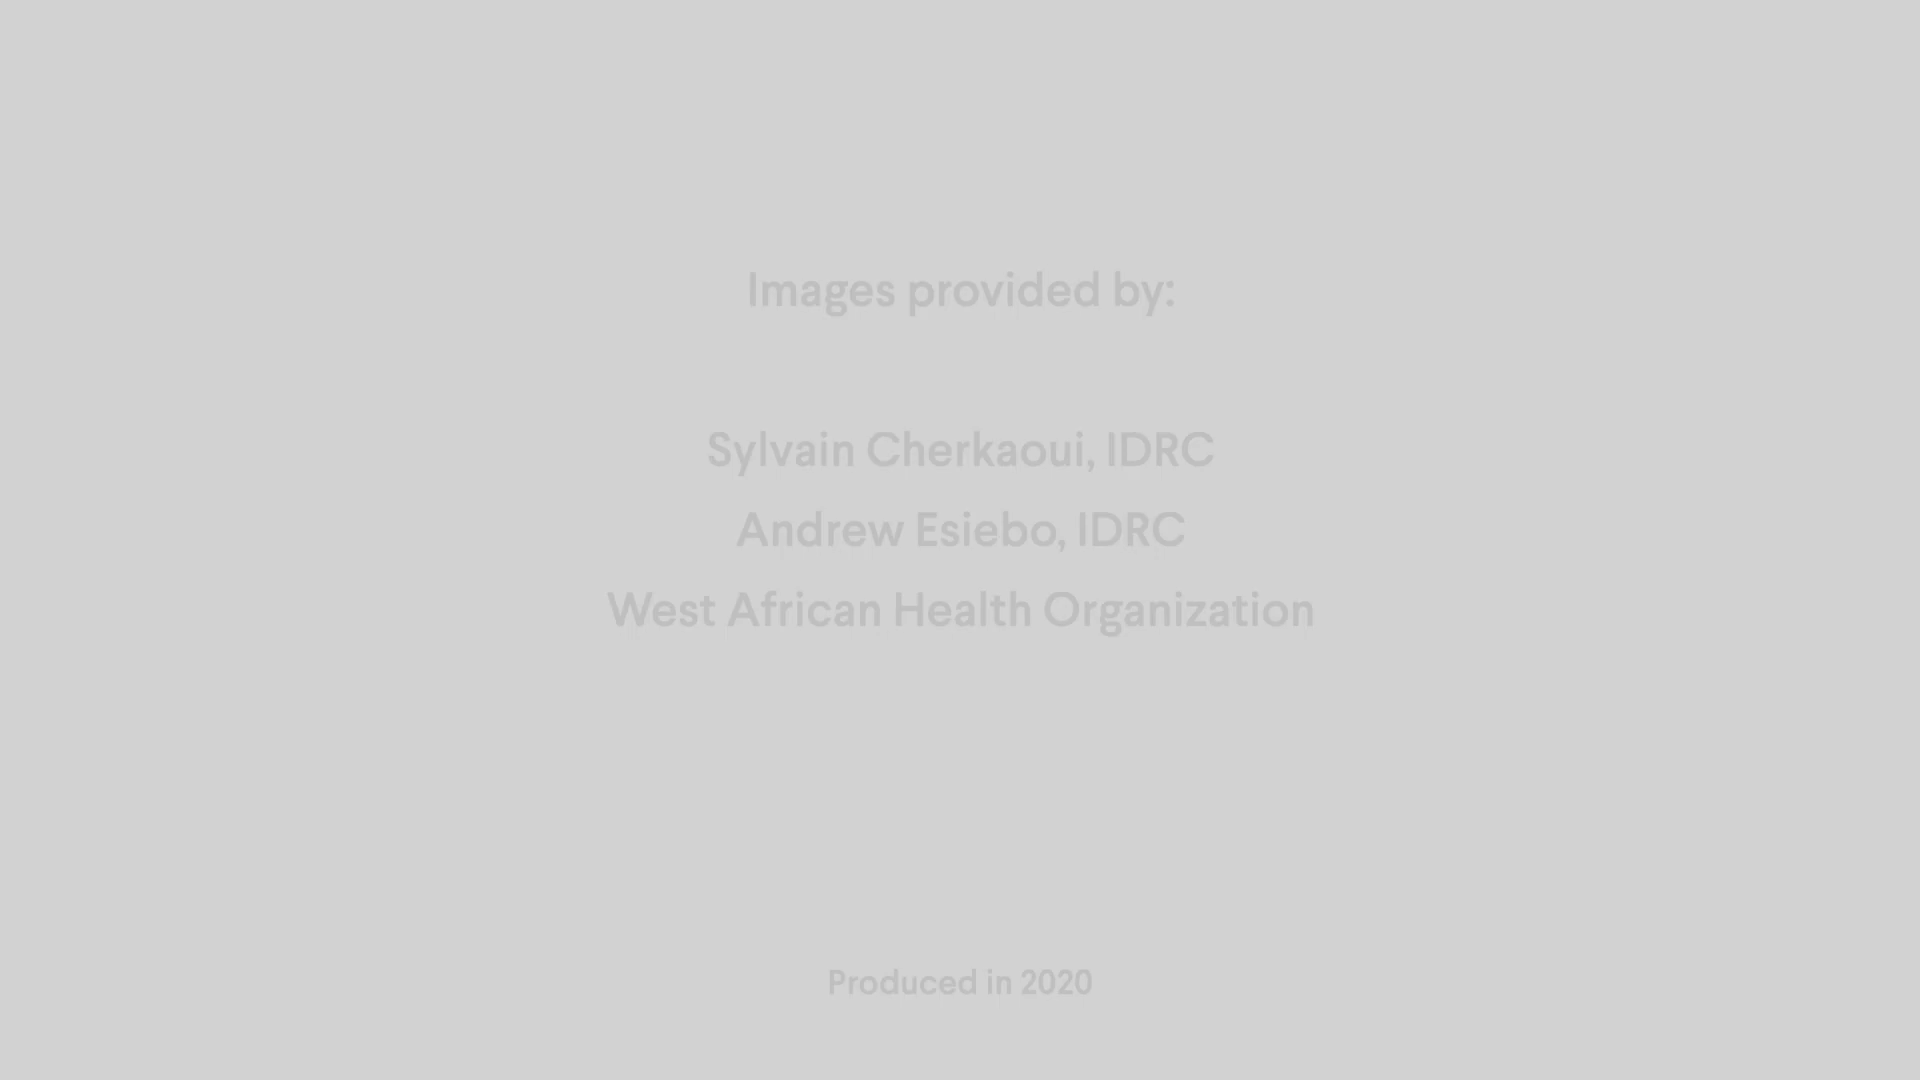 Images provided by:
Sylvain Cherkaoui, IDRC
Andrew Esiebo, IDRC
West African Health Organization
Produced in 2020